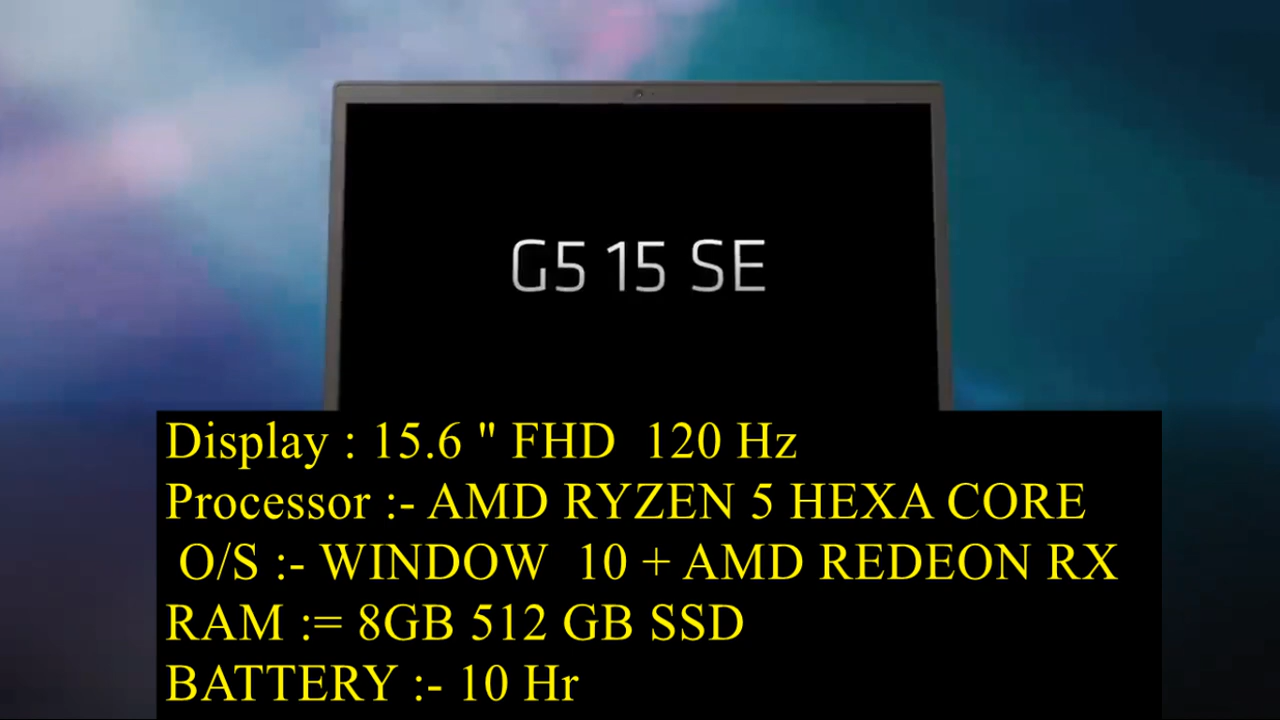 G5 15 SE
Display : 15.6 " FHD  120 Hz
Processor :- AMD RYZEN 5 HEXA CORE
O/S :- WINDOW  10 + AMD REDEON RX
RAM := 8GB 512 GB SSD
BATTERY :- 10 Hr